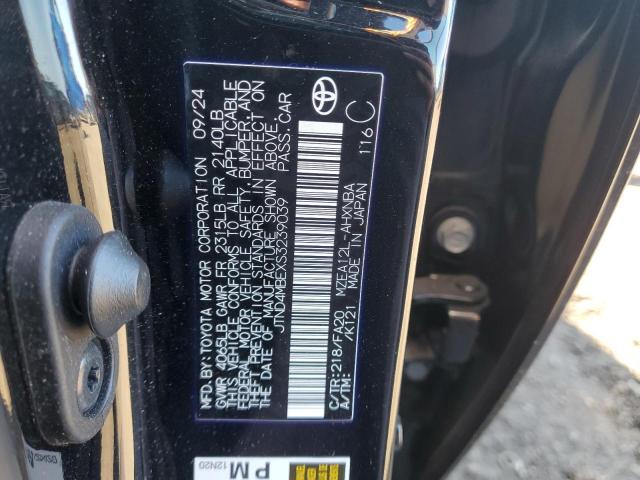 MFD. BY: TOYOTA MOTOR CORPORATION 09/24
GVWR 4065LB GAWR FR 2315LB RR 2140LB
THIS VEHICLE CONFORMS TO ALL APPLICABLE
FEDERAL MOTOR VEHICLE SAFETY, BUMPER, AND
THEFT PREVENTION STANDARDS IN EFFECT ON
THE DATE OF MANUFACTURE SHOWN ABOVE.
JTND4MBEXS3239039 PASS. CAR
C/TR: 218/FA20 MZEA12L-AHXNBA
A/TM: /K121 MADE IN JAPAN 116 C
PM
12N20